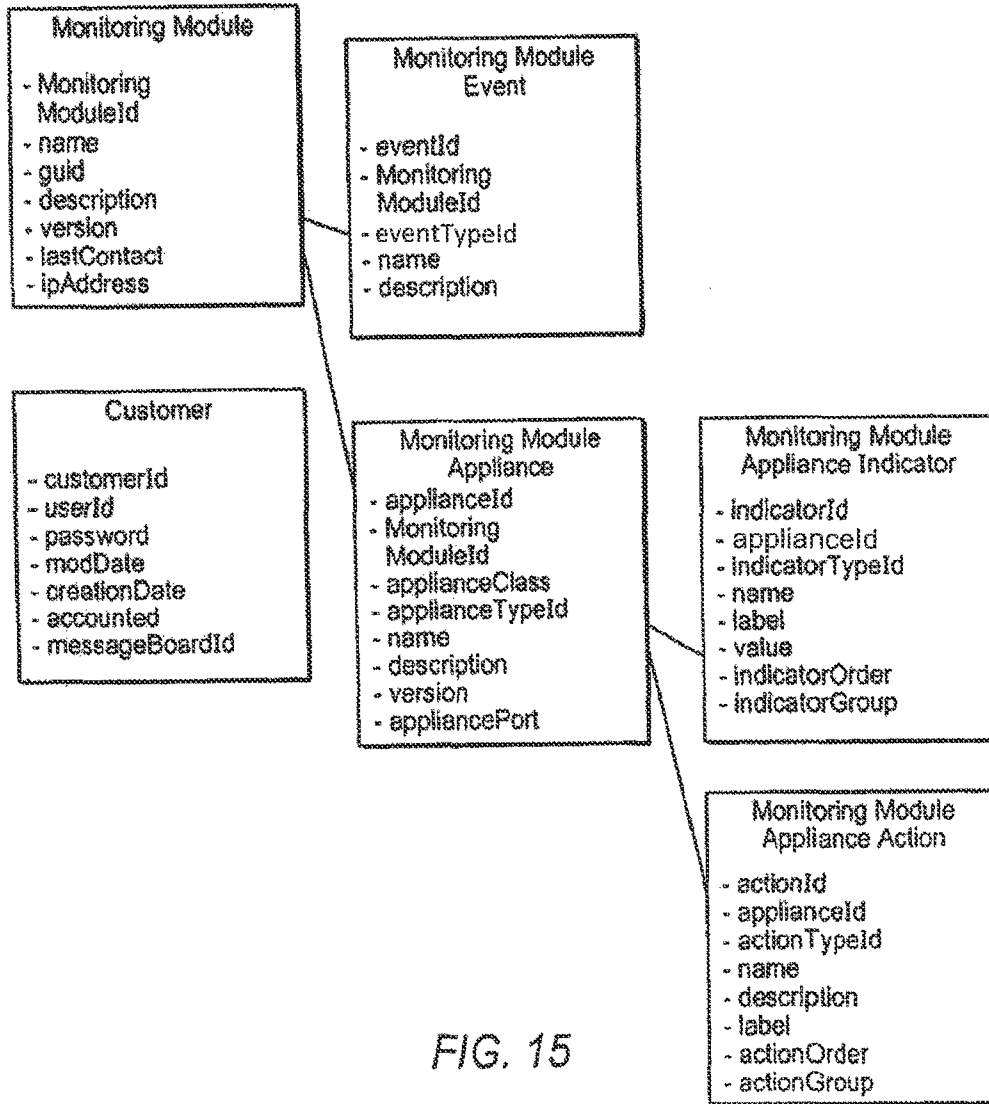 Monitoring Module
- Monitoring
ModuleId
- name
- guid
- description
- version
- lastContact
- ipAddress
Monitoring Module
Event
- eventId
- Monitoring
ModuleId
- eventTypeId
- name
- description
Customer
- customerId
- userId
- password
- modDate
- creationDate
- accounted
- messageBoardId
Monitoring Module
Appliance
- applianceId
- Monitoring
ModuleId
- applianceClass
- applianceTypeId
- name
- description
- version
- appliancePort
Monitoring Module
Appliance Indicator
- indicatorId
- applianceId
- indicatorTypeId
- name
- label
- value
- indicatorOrder
- indicatorGroup
Monitoring Module
Appliance Action
- actionId
- applianceId
- actionTypeId
- name
- description
- label
- actionOrder
- actionGroup
FIG. 15